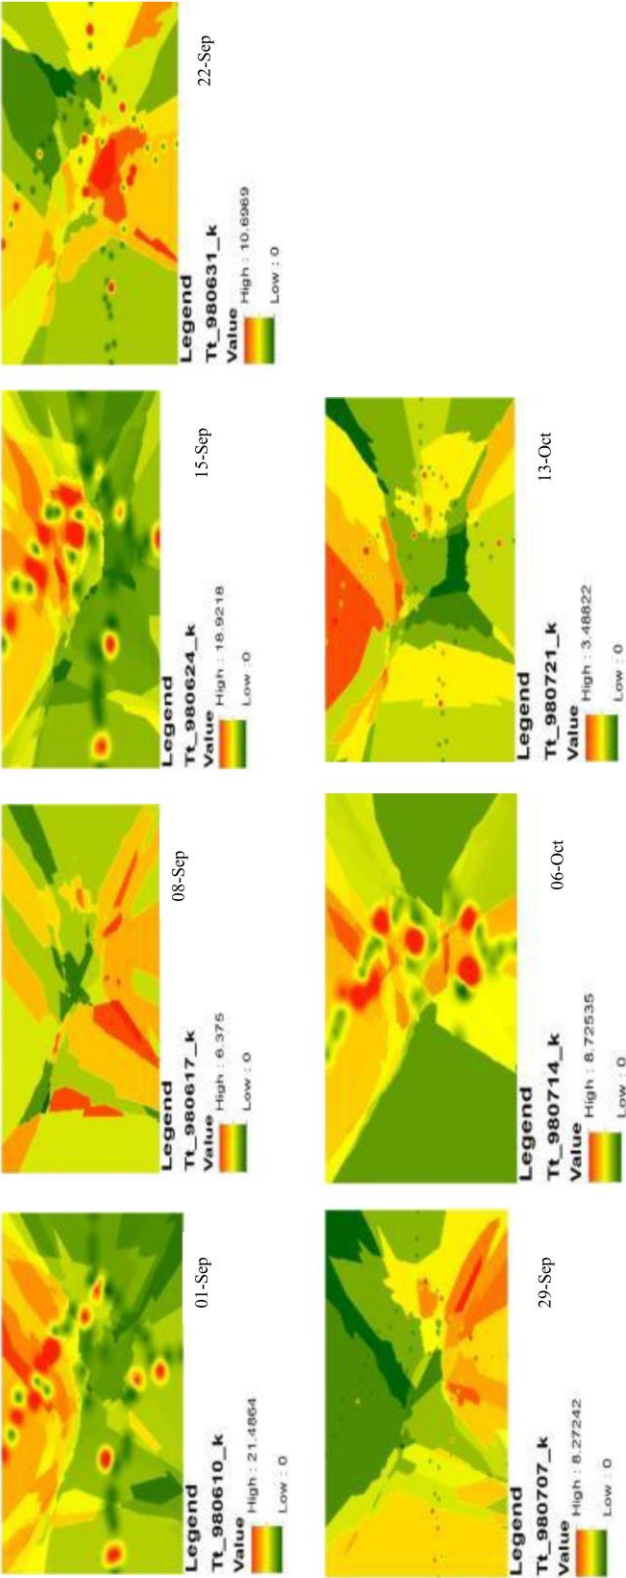 Legend
Tt_980610_k
Value
High : 21.4864
Low : 0
01-Sep
Legend
Tt_980617_k
Value
High : 6.375
Low : 0
08-Sep
Legend
Tt_980624_k
Value
High : 18.9218
Low :0
15-Sep
Legend
Tt_980631_k
Value
High : 10.6969
Low : 0
22-Sep
Legend
Tt_980707_k
Value
High : 8.27242
Low : 0
29-Sep
Legend
Tt_980714_k
Value
High : 8.72535
Low : 0
06-Oct
Legend
Tt_980721_k
Value
High : 3.48822
Low : 0
13-Oct